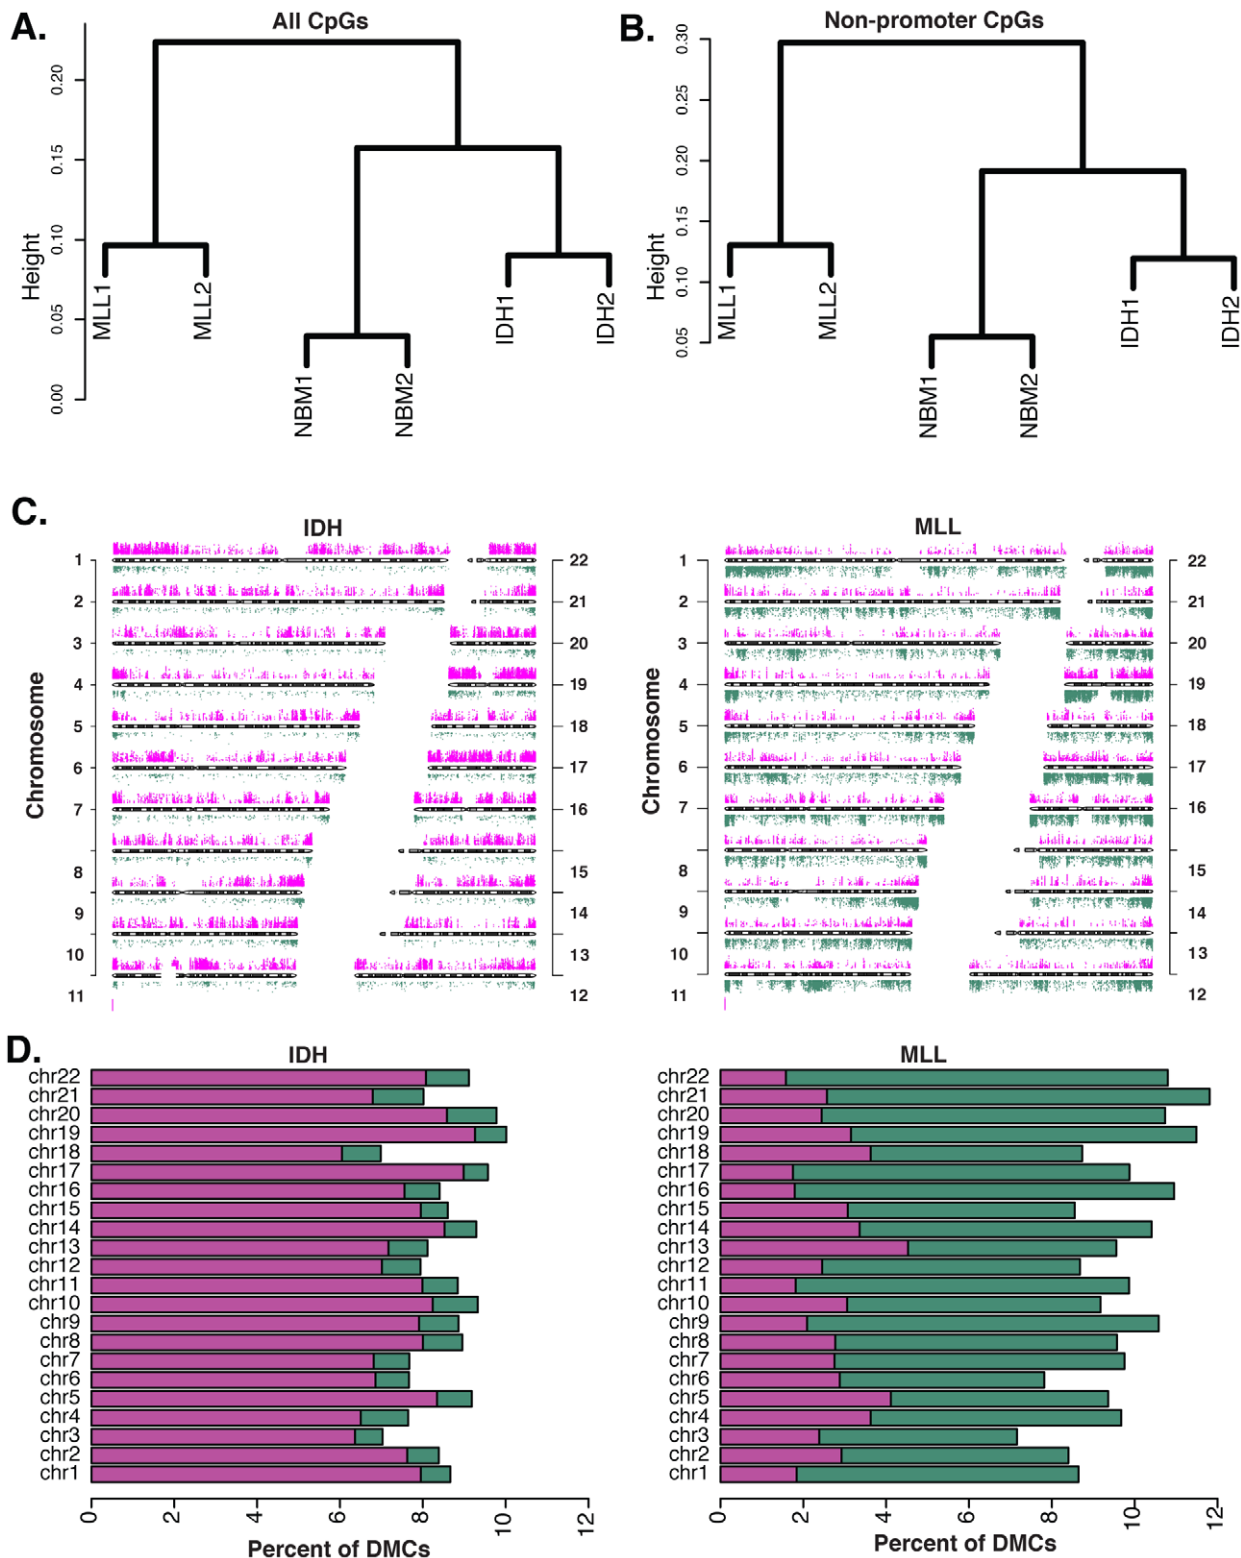 A.
All CpGs
Height
0.00
0.05
0.10
0.15
0.20
MLL1
MLL2
NBM1
NBM2
IDH1
IDH2
B.
Non-promoter CpGs
Height
0.05
0.10
0.15
0.20
0.25
0.30
MLL1
MLL2
NBM1
NBM2
IDH1
IDH2
C.
IDH
Chromosome
1
2
3
4
5
6
7
8
9
10
11
22
21
20
19
18
17
16
15
14
13
12
MLL
Chromosome
1
2
3
4
5
6
7
8
9
10
11
22
21
20
19
18
17
16
15
14
13
12
D.
IDH
chr22
chr21
chr20
chr19
chr18
chr17
chr16
chr15
chr14
chr13
chr12
chr11
chr10
chr9
chr8
chr7
chr6
chr5
chr4
chr3
chr2
chr1
0 2 4 6 8 10 12
Percent of DMCs
MLL
chr22
chr21
chr20
chr19
chr18
chr17
chr16
chr15
chr14
chr13
chr12
chr11
chr10
chr9
chr8
chr7
chr6
chr5
chr4
chr3
chr2
chr1
0 2 4 6 8 10 12
Percent of DMCs